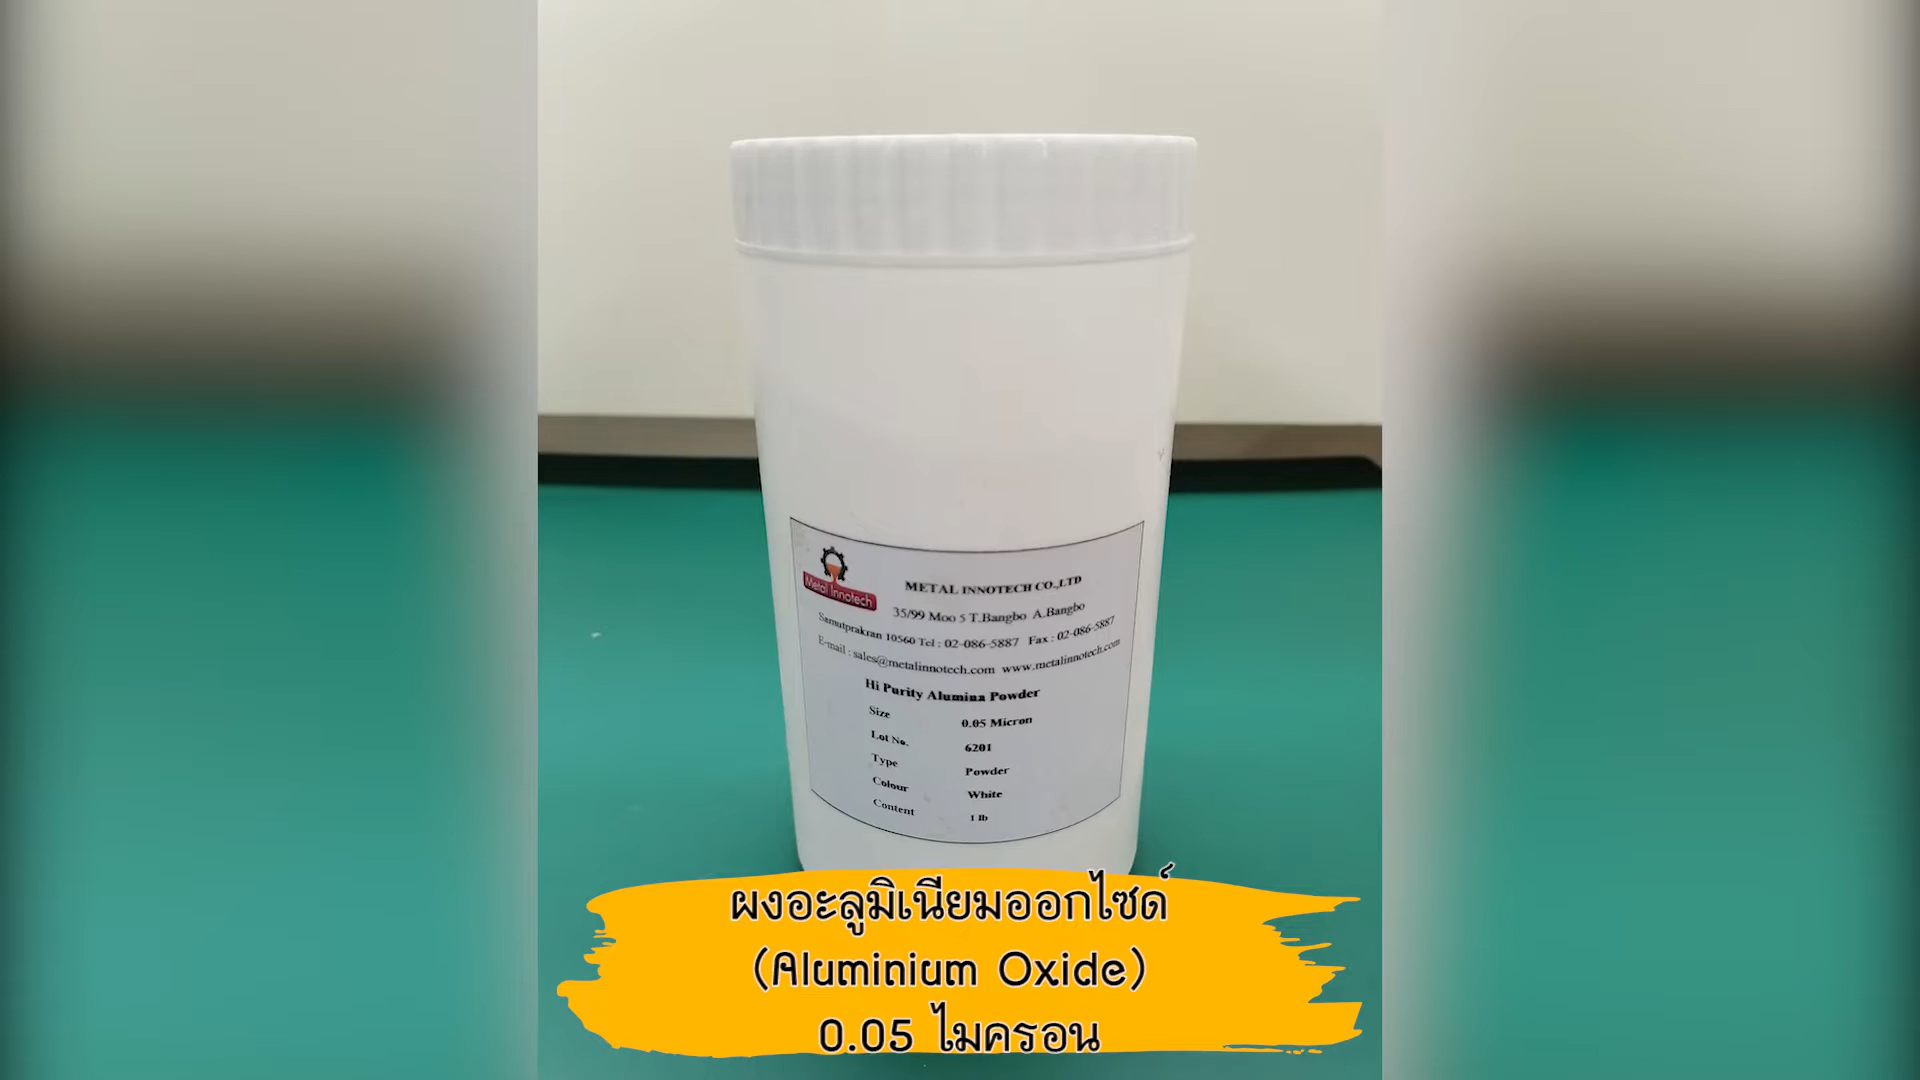 Metal Innotech
METAL INNOTECH CO.,LTD
35/99 Moo 5 T.Bangbo A.Bangbo
Samutprakran 10560 Tel : 02-086-5887 Fax : 02-086-5887
E-mail : sales@metalinnotech.com www.metalinnotech.com
Hi Purity Alumina Powder
Size 0.05 Micron
Lot No. 6201
Type Powder
Colour White
Content 1 lb
ผงอะลูมิเนียมออกไซด์
(Aluminium Oxide)
0.05 ไมครอน